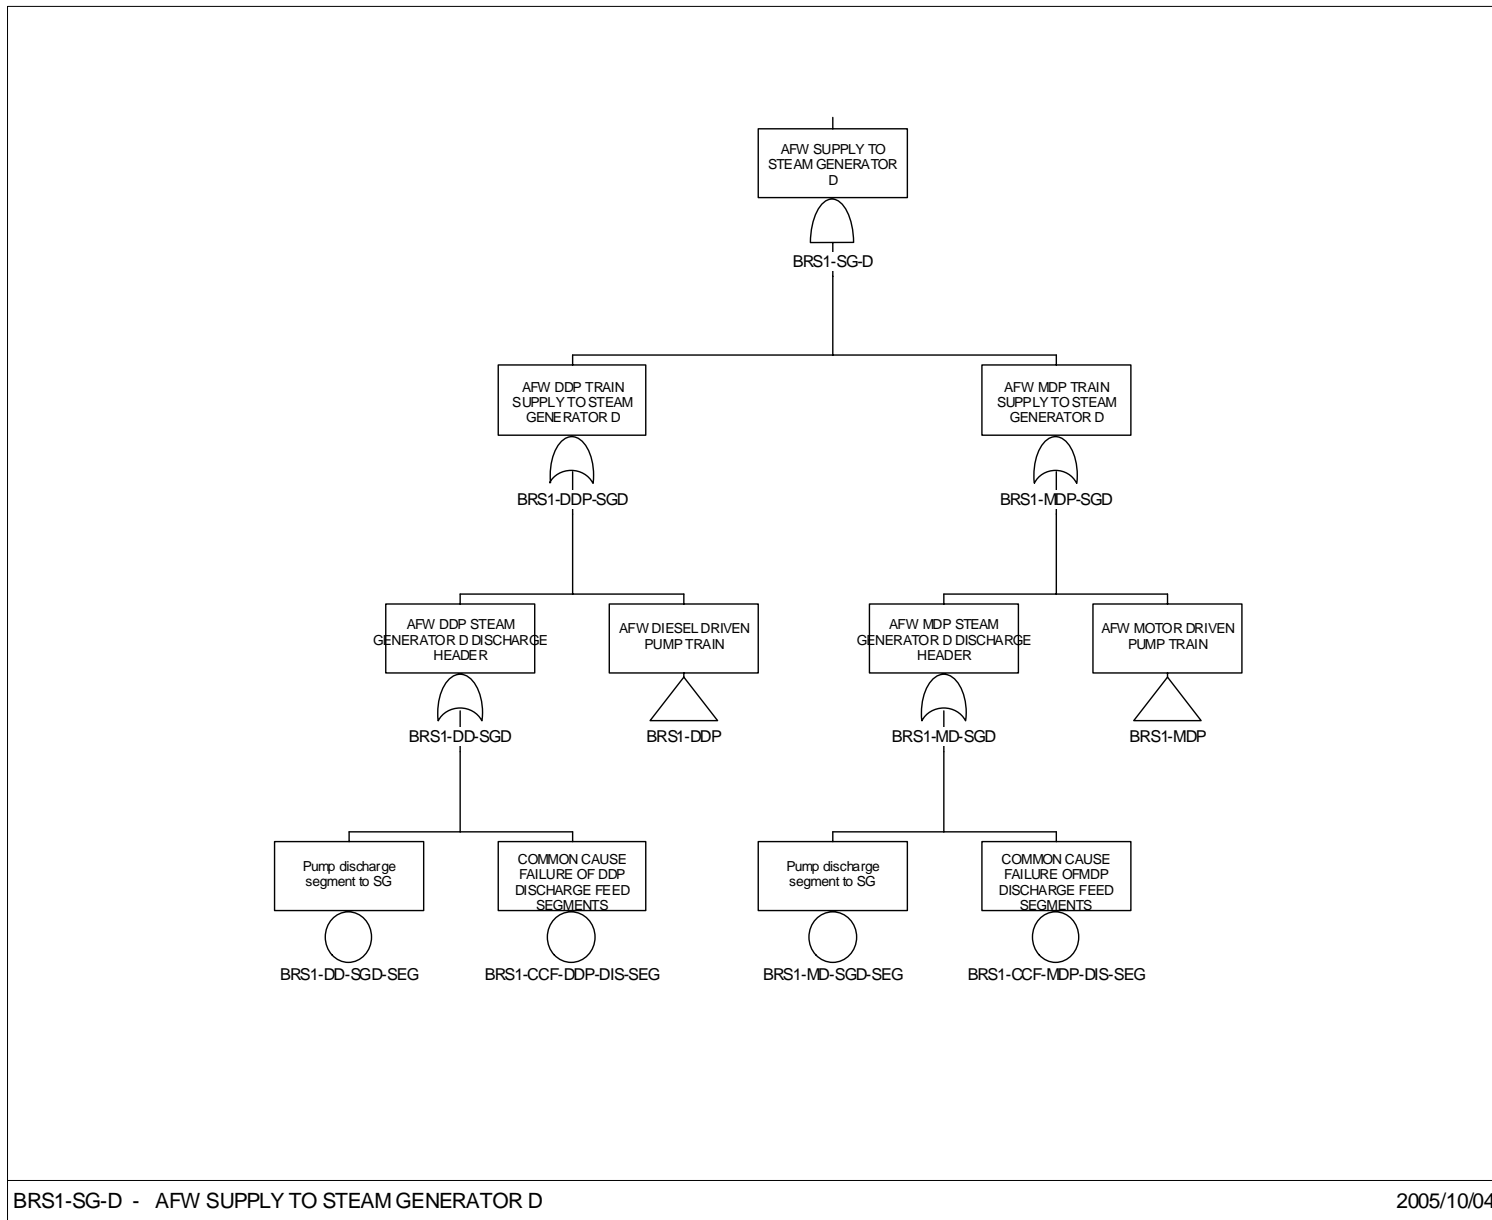 AFW SUPPLY TO
STEAM GENERATOR
D
BRS1-SG-D
AFW DDP TRAIN
SUPPLY TO STEAM
GENERATOR D
BRS1-DDP-SGD
AFW MDP TRAIN
SUPPLY TO STEAM
GENERATOR D
BRS1-MDP-SGD
AFW DDP STEAM
GENERATOR D DISCHARGE
HEADER
BRS1-DD-SGD
AFW DIESEL DRIVEN
PUMP TRAIN
BRS1-DDP
AFW MDP STEAM
GENERATOR D DISCHARGE
HEADER
BRS1-MD-SGD
AFW MOTOR DRIVEN
PUMP TRAIN
BRS1-MDP
Pump discharge
segment to SG
BRS1-DD-SGD-SEG
COMMON CAUSE
FAILURE OF DDP
DISCHARGE FEED
SEGMENTS
BRS1-CCF-DDP-DIS-SEG
Pump discharge
segment to SG
BRS1-MD-SGD-SEG
COMMON CAUSE
FAILURE OFMDP
DISCHARGE FEED
SEGMENTS
BRS1-CCF-MDP-DIS-SEG
BRS1-SG-D - AFW SUPPLY TO STEAM GENERATOR D
2005/10/04